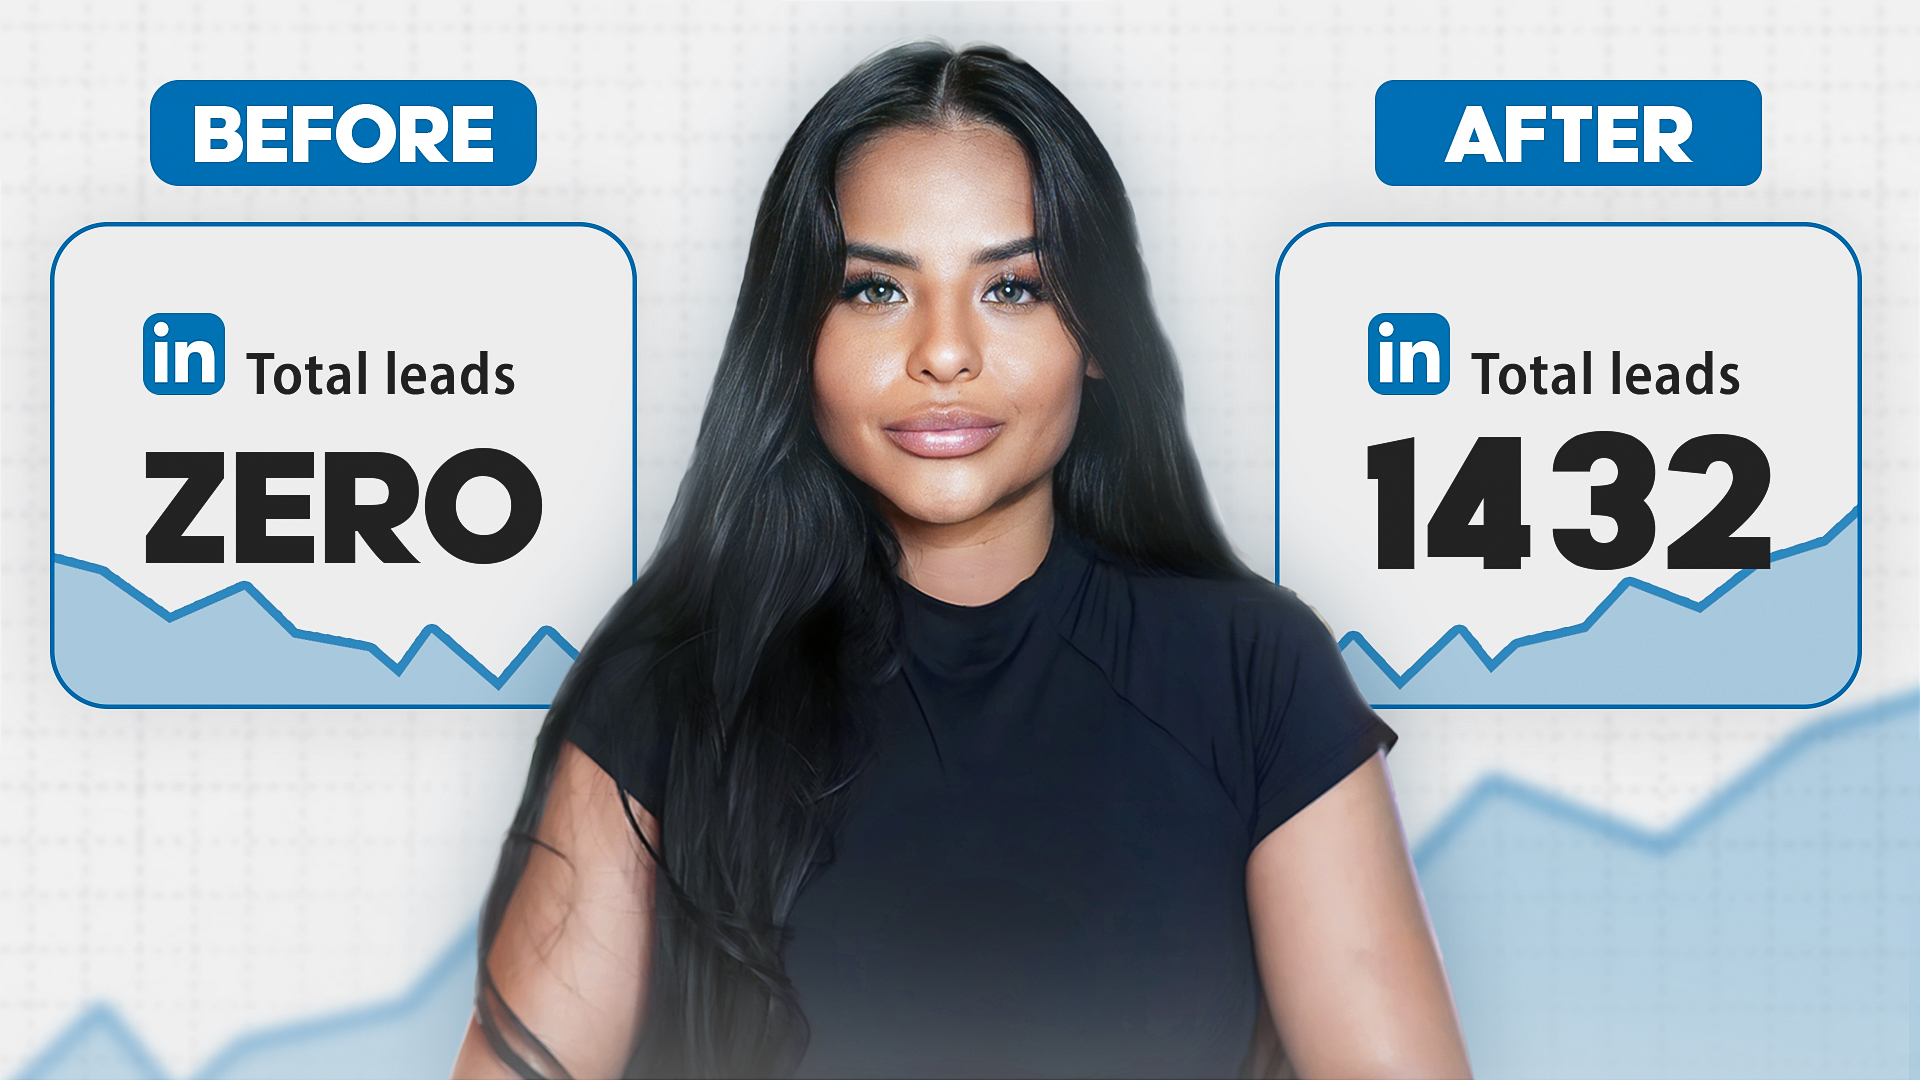 BEFORE
in Total leads
ZERO
AFTER
in Total leads
1432